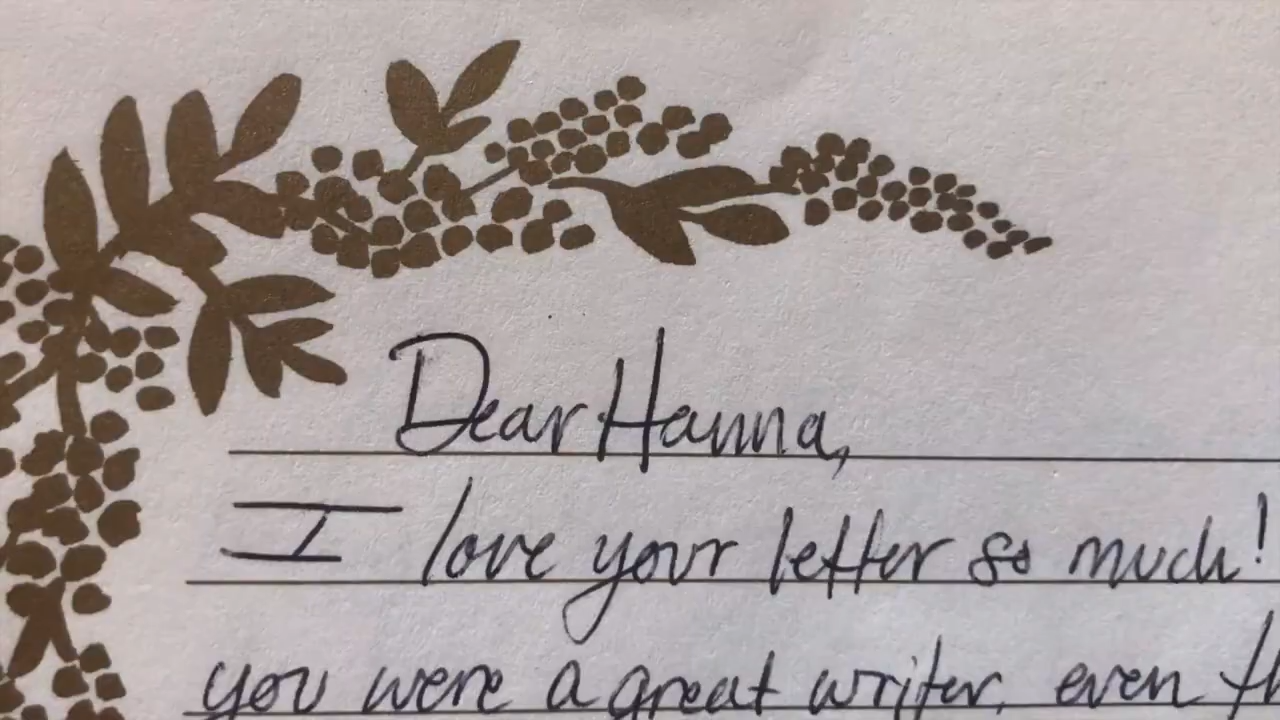 Dear Hanna,
I love your letter so much!
you were a great writer, even